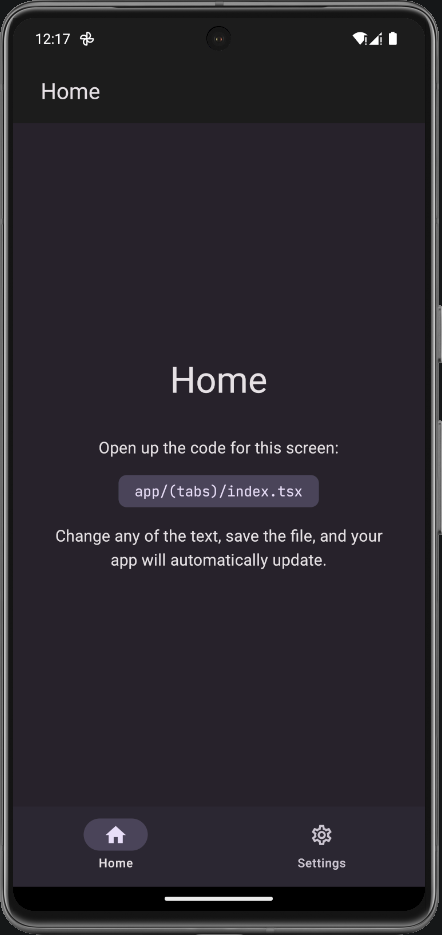 12:17
Home
Home
Open up the code for this screen:
app/(tabs)/index.tsx
Change any of the text, save the file, and your
app will automatically update.
Home
Settings